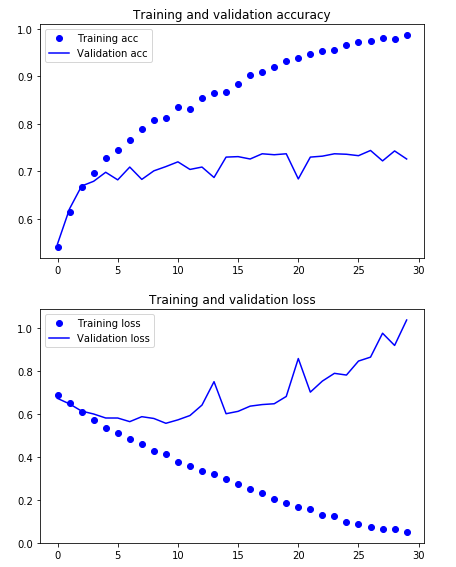 Training and validation accuracy
1.0
0.9
0.8
0.7
0.6
Training acc
Validation acc
0 5 10 15 20 25 30
Training and validation loss
1.0
0.8
0.6
0.4
0.2
0.0
Training loss
Validation loss
0 5 10 15 20 25 30